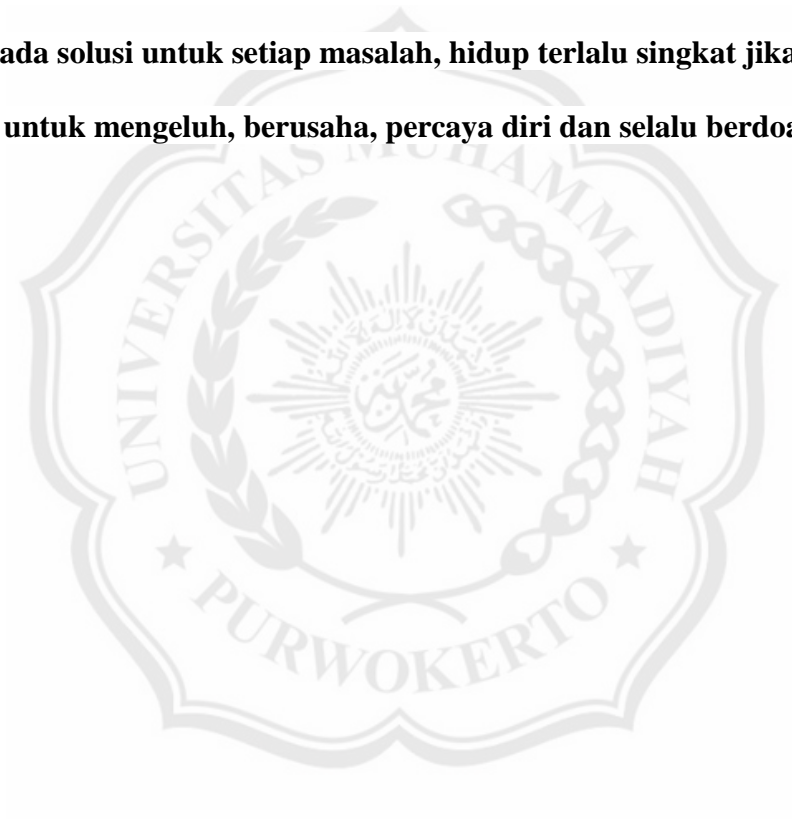 ada solusi untuk setiap masalah, hidup terlalu singkat jika
untuk mengeluh, berusaha, percaya diri dan selalu berdoa
UNIVERSITAS MUHAMMADIYAH
PURWOKERTO